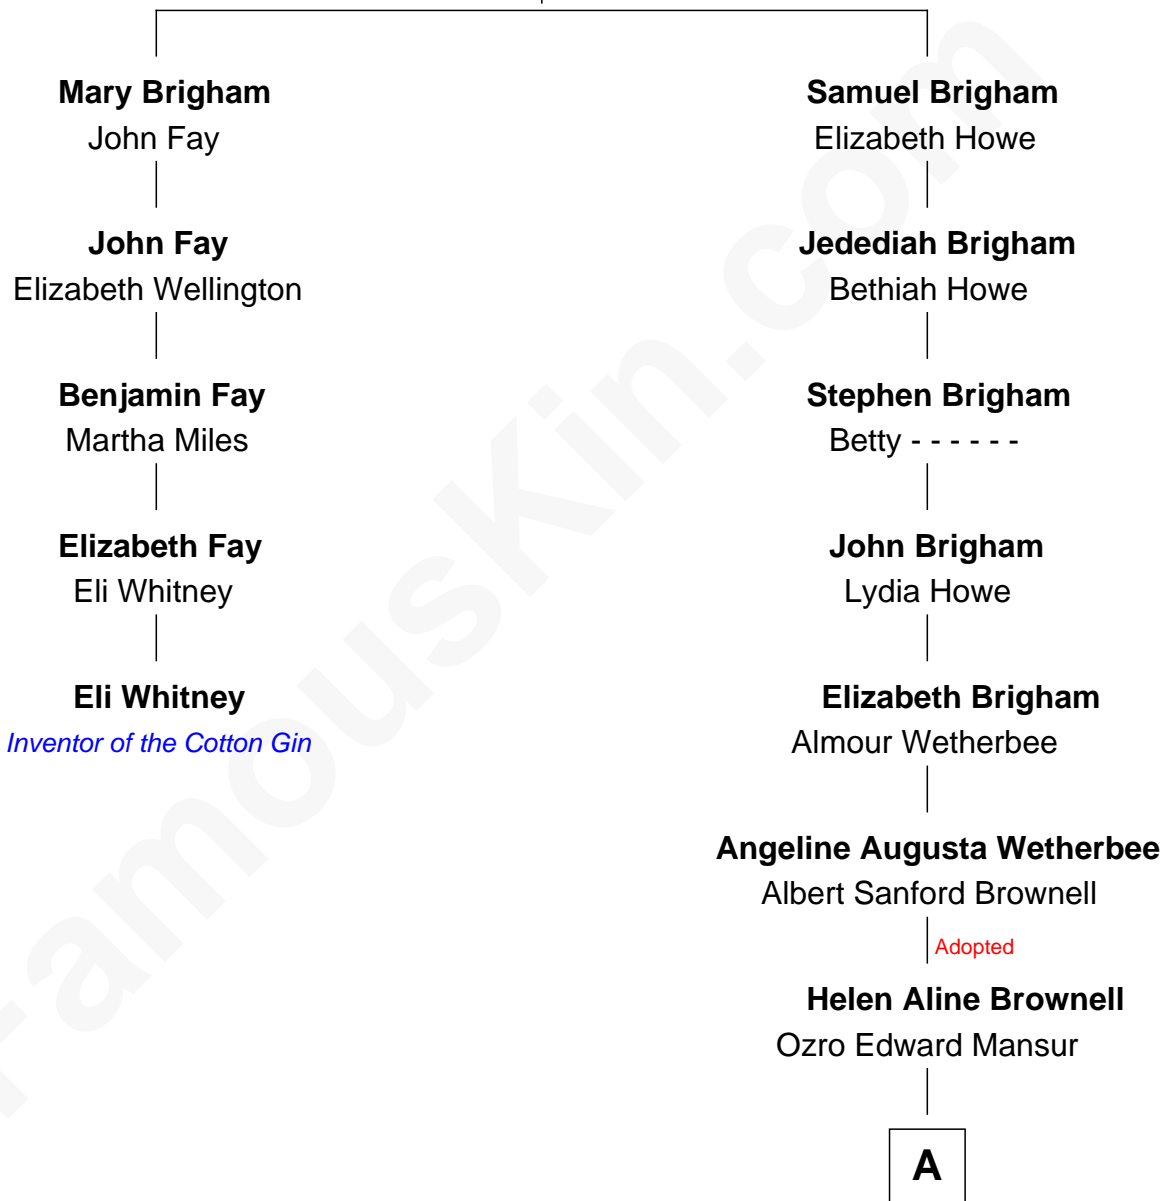 Mary Brigham
John Fay
Samuel Brigham
Elizabeth Howe
John Fay
Elizabeth Wellington
Jedediah Brigham
Bethiah Howe
Benjamin Fay
Martha Miles
Stephen Brigham
Betty - - - - - -
Elizabeth Fay
Eli Whitney
John Brigham
Lydia Howe
Eli Whitney
Inventor of the Cotton Gin
Elizabeth Brigham
Almour Wetherbee
Angeline Augusta Wetherbee
Albert Sanford Brownell
Adopted
Helen Aline Brownell
Ozro Edward Mansur
A
FamousKin.com